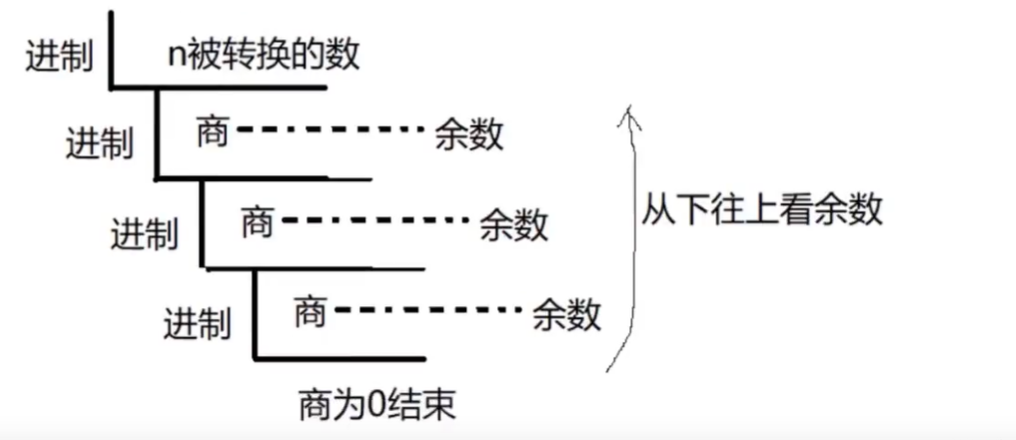 进制 n被转换的数
进制 商 余数
进制 商 余数
从下往上看余数
进制 商 余数
商为0结束